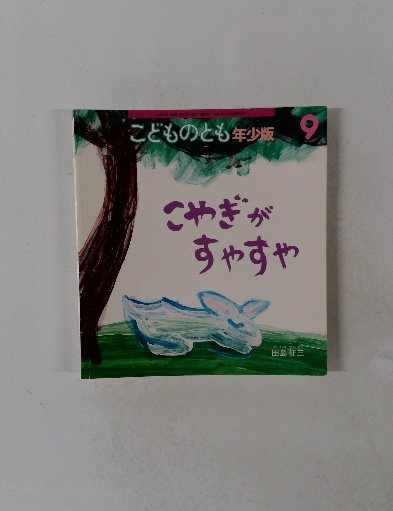 こどものとも 年少版 9
こやぎが
すやすや
田島征三